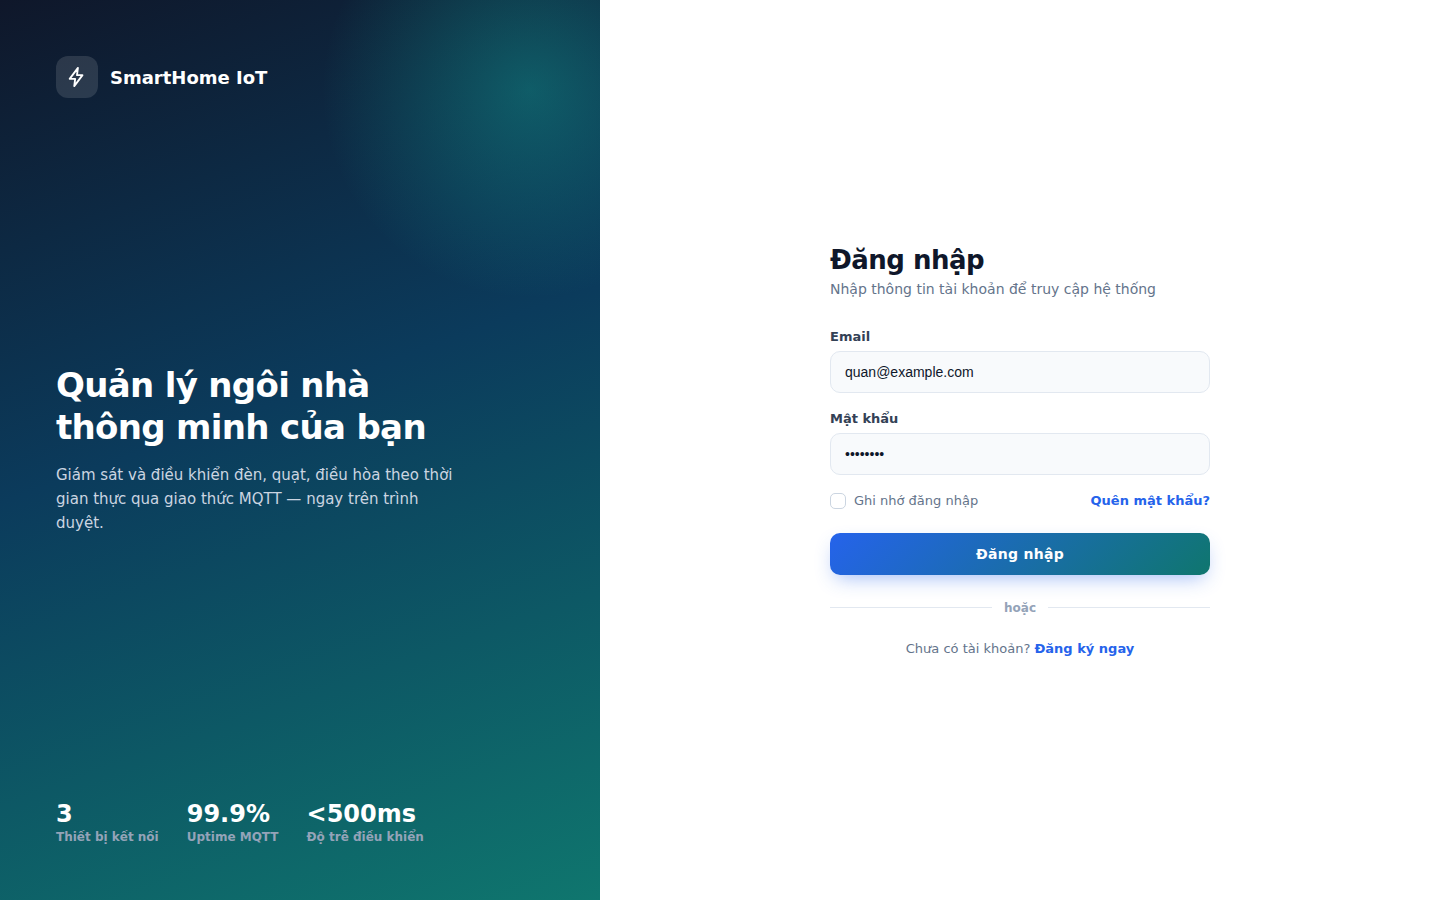 SmartHome IoT
Quản lý ngôi nhà
thông minh của bạn
Giám sát và điều khiển đèn, quạt, điều hòa theo thời
gian thực qua giao thức MQTT — ngay trên trình
duyệt.
3
Thiết bị kết nối
99.9%
Uptime MQTT
<500ms
Độ trễ điều khiển
Đăng nhập
Nhập thông tin tài khoản để truy cập hệ thống
Email
quan@example.com
Mật khẩu
••••••••
Ghi nhớ đăng nhập
Quên mật khẩu?
Đăng nhập
hoặc
Chưa có tài khoản? Đăng ký ngay